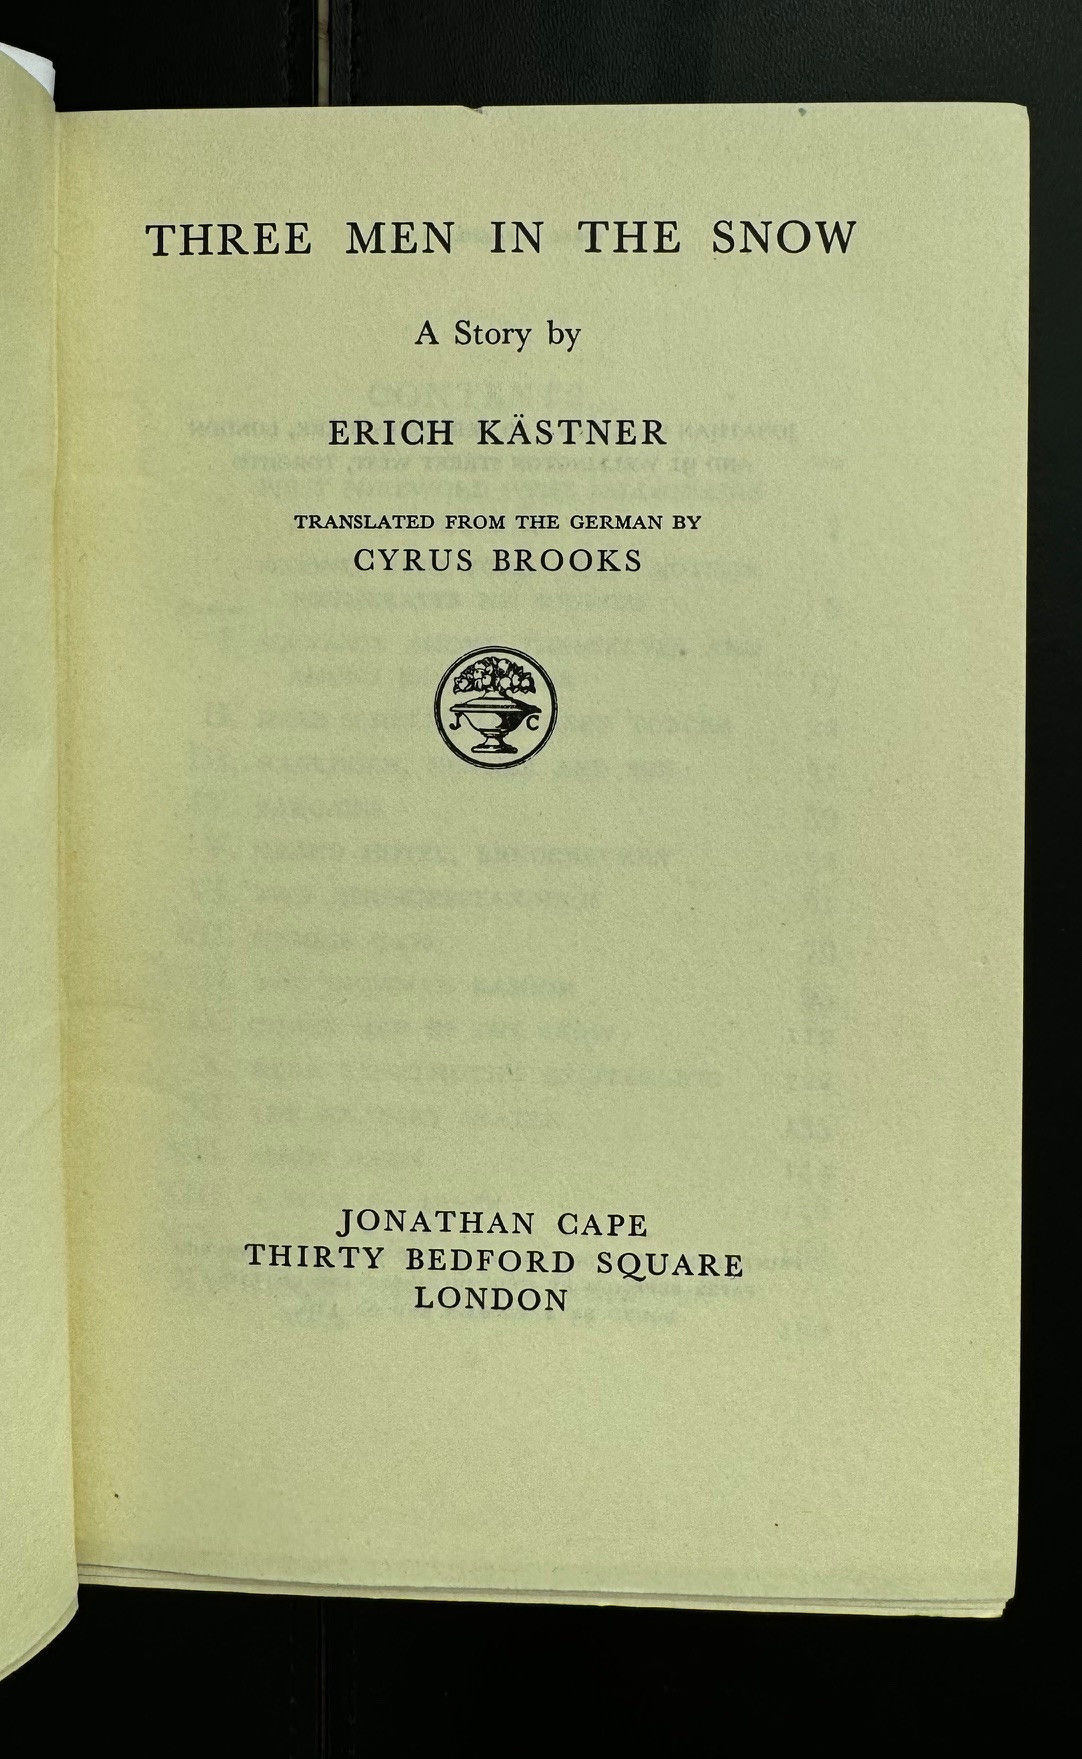 THREE MEN IN THE SNOW
A Story by
ERICH KÄSTNER
TRANSLATED FROM THE GERMAN BY
CYRUS BROOKS
J C
JONATHAN CAPE
THIRTY BEDFORD SQUARE
LONDON